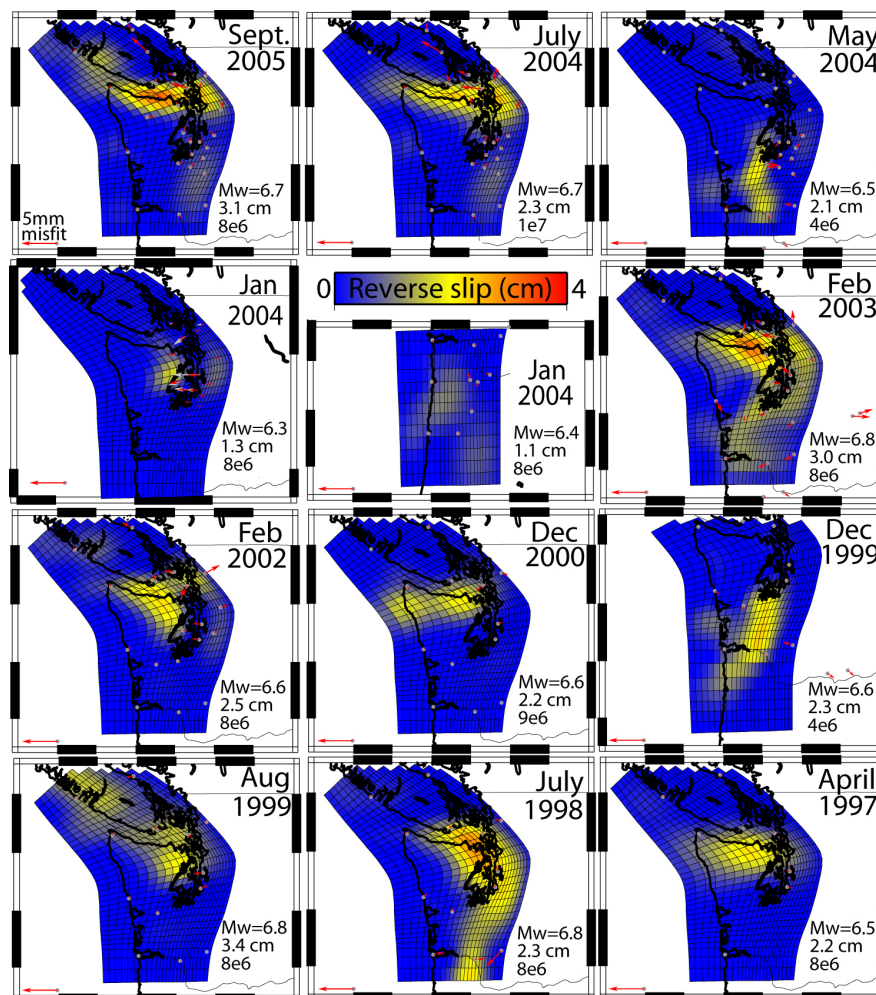 Sept.
2005
Mw=6.7
3.1 cm
8e6
5mm
misfit
July
2004
Mw=6.7
2.3 cm
1e7
May
2004
Mw=6.5
2.1 cm
4e6
Jan
2004
Mw=6.3
1.3 cm
8e6
0 Reverse slip (cm) 4
Jan
2004
Mw=6.4
1.1 cm
8e6
Feb
2003
Mw=6.8
3.0 cm
8e6
Feb
2002
Mw=6.6
2.5 cm
8e6
Dec
2000
Mw=6.6
2.2 cm
9e6
Dec
1999
Mw=6.6
2.3 cm
4e6
Aug
1999
Mw=6.8
3.4 cm
8e6
July
1998
Mw=6.8
2.3 cm
8e6
April
1997
Mw=6.5
2.2 cm
8e6